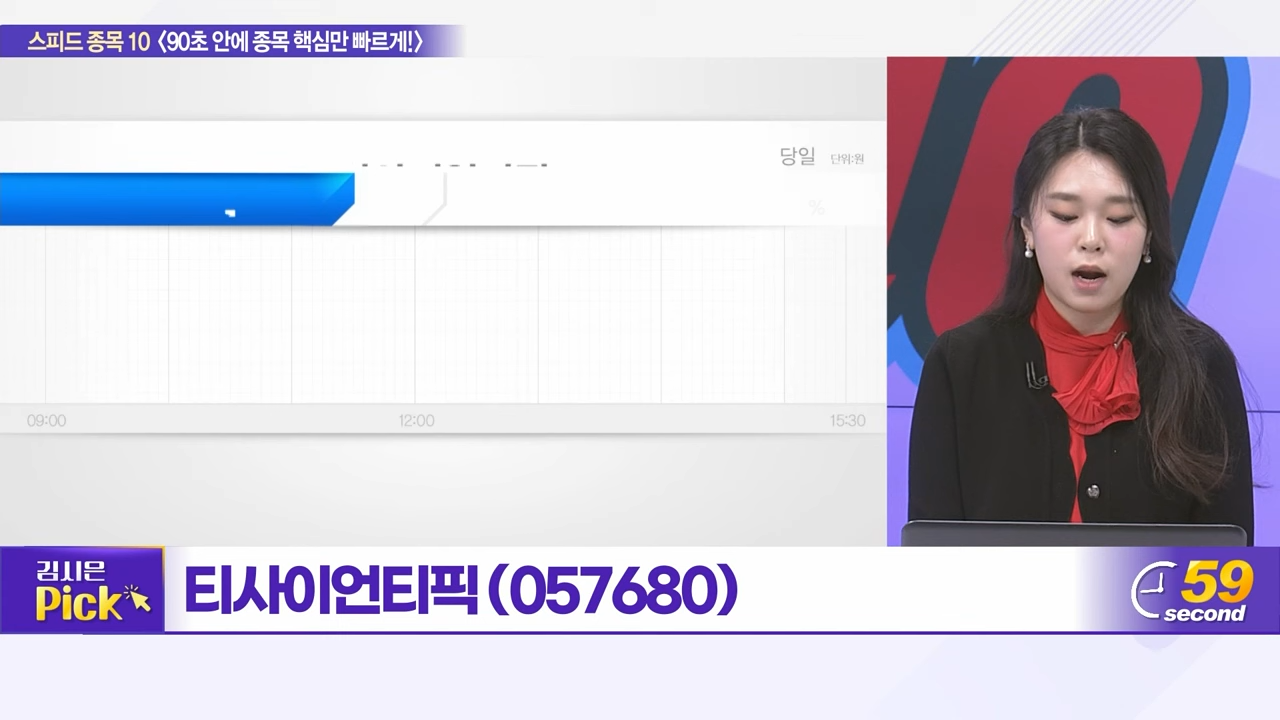 스피드 종목 10 〈90초 안에 종목 핵심만 빠르게!〉
당일 단위:원
%
09:00 12:00 15:30
김시은
Pick
티사이언티픽 (057680)
59
second